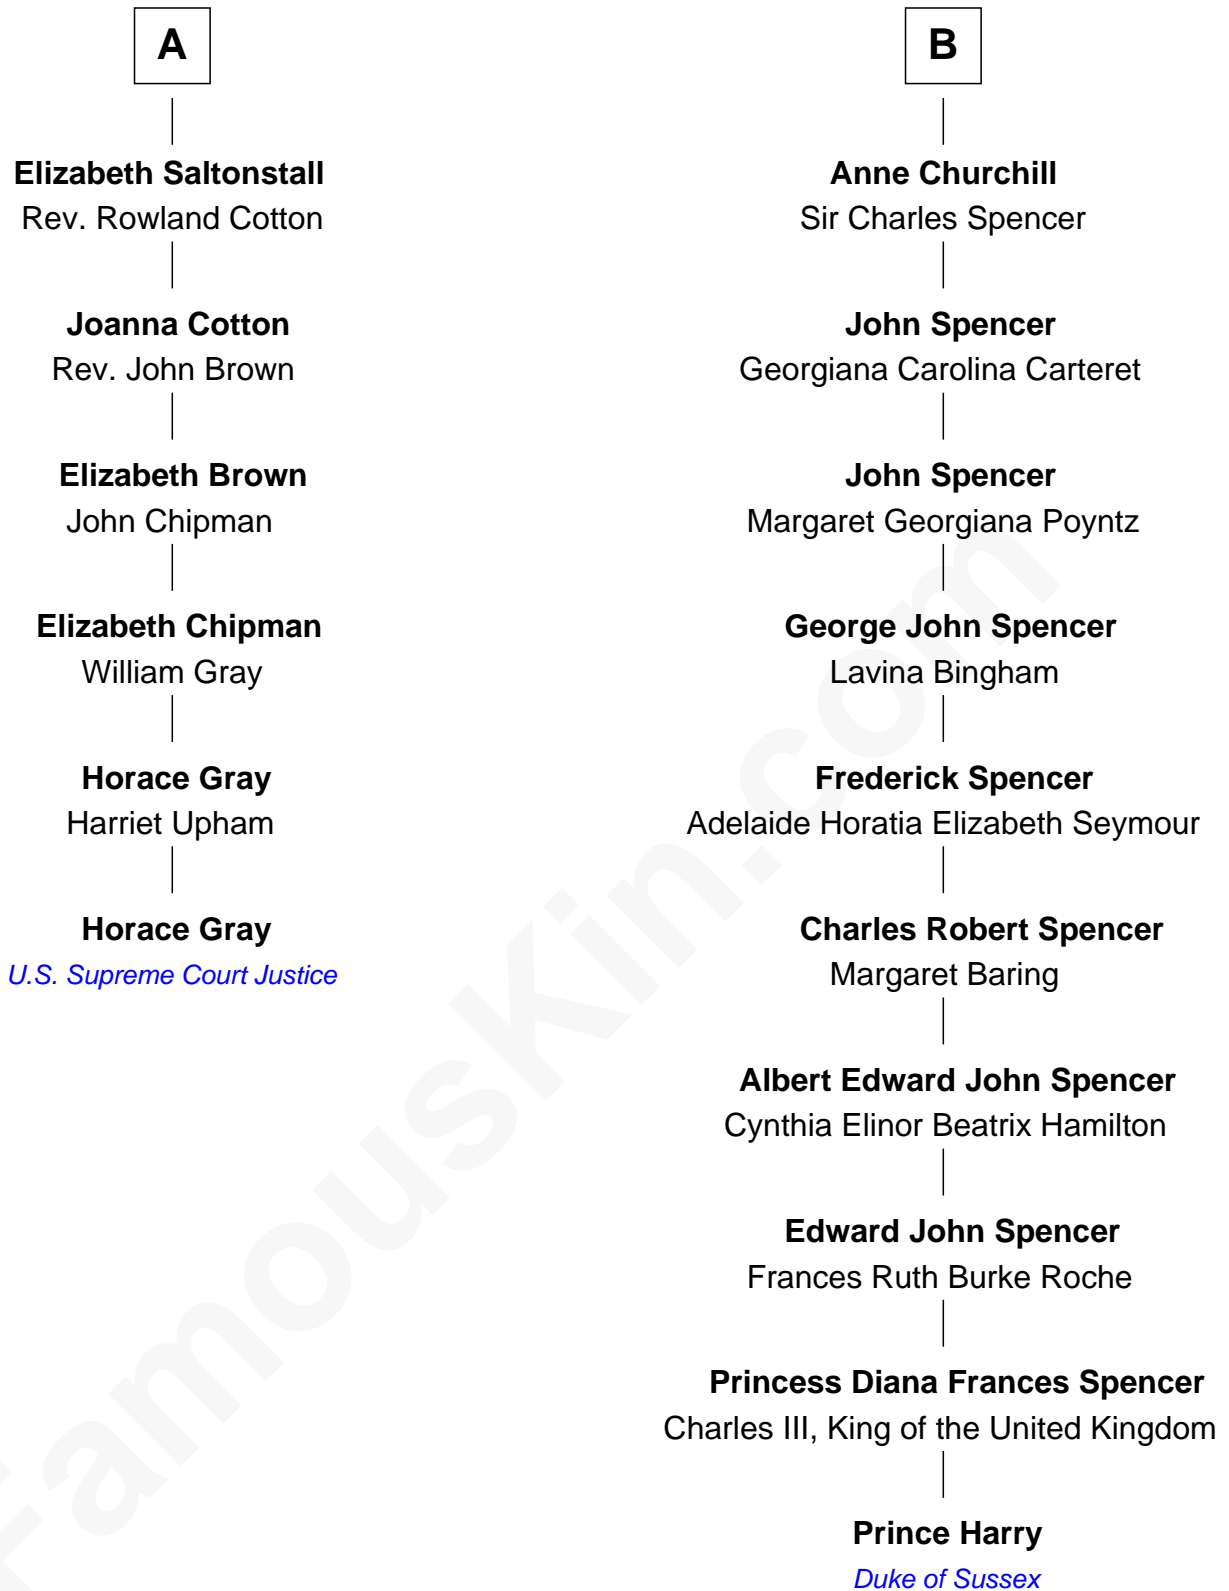 A
Elizabeth Saltonstall
Rev. Rowland Cotton
Joanna Cotton
Rev. John Brown
Elizabeth Brown
John Chipman
Elizabeth Chipman
William Gray
Horace Gray
Harriet Upham
Horace Gray
U.S. Supreme Court Justice
B
Anne Churchill
Sir Charles Spencer
John Spencer
Georgiana Carolina Carteret
John Spencer
Margaret Georgiana Poyntz
George John Spencer
Lavina Bingham
Frederick Spencer
Adelaide Horatia Elizabeth Seymour
Charles Robert Spencer
Margaret Baring
Albert Edward John Spencer
Cynthia Elinor Beatrix Hamilton
Edward John Spencer
Frances Ruth Burke Roche
Princess Diana Frances Spencer
Charles III, King of the United Kingdom
Prince Harry
Duke of Sussex
FamousKin.com